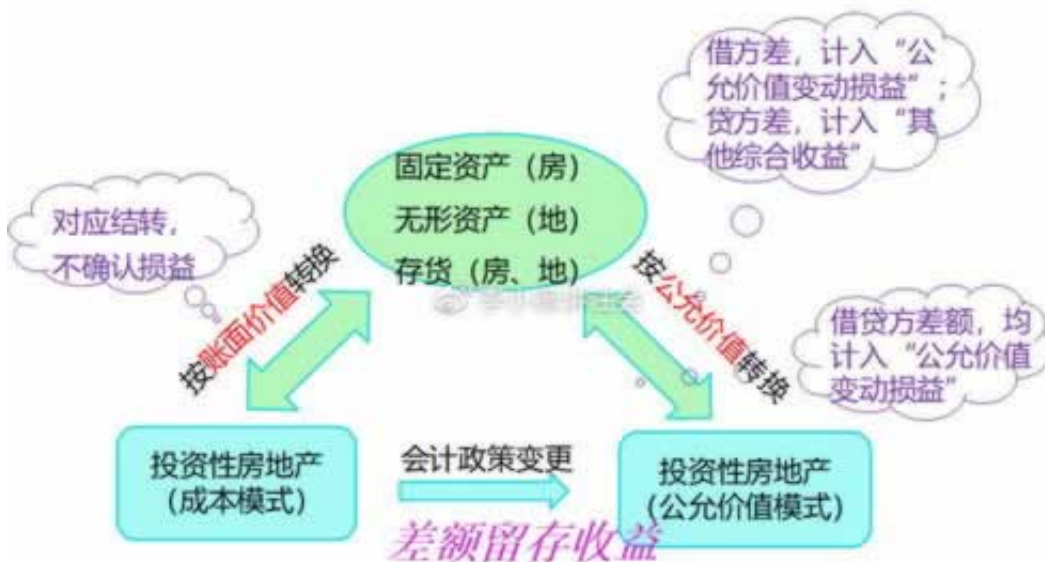 借方差，计入“公
允价值变动损益”；
贷方差，计入“其
他综合收益”
固定资产（房）
无形资产（地）
存货（房、地）
对应结转，
不确认损益
按账面价值转换
按公允价值转换
借贷方差额，均
计入“公允价值
变动损益”
投资性房地产
（成本模式）
会计政策变更
投资性房地产
（公允价值模式）
差额留存收益